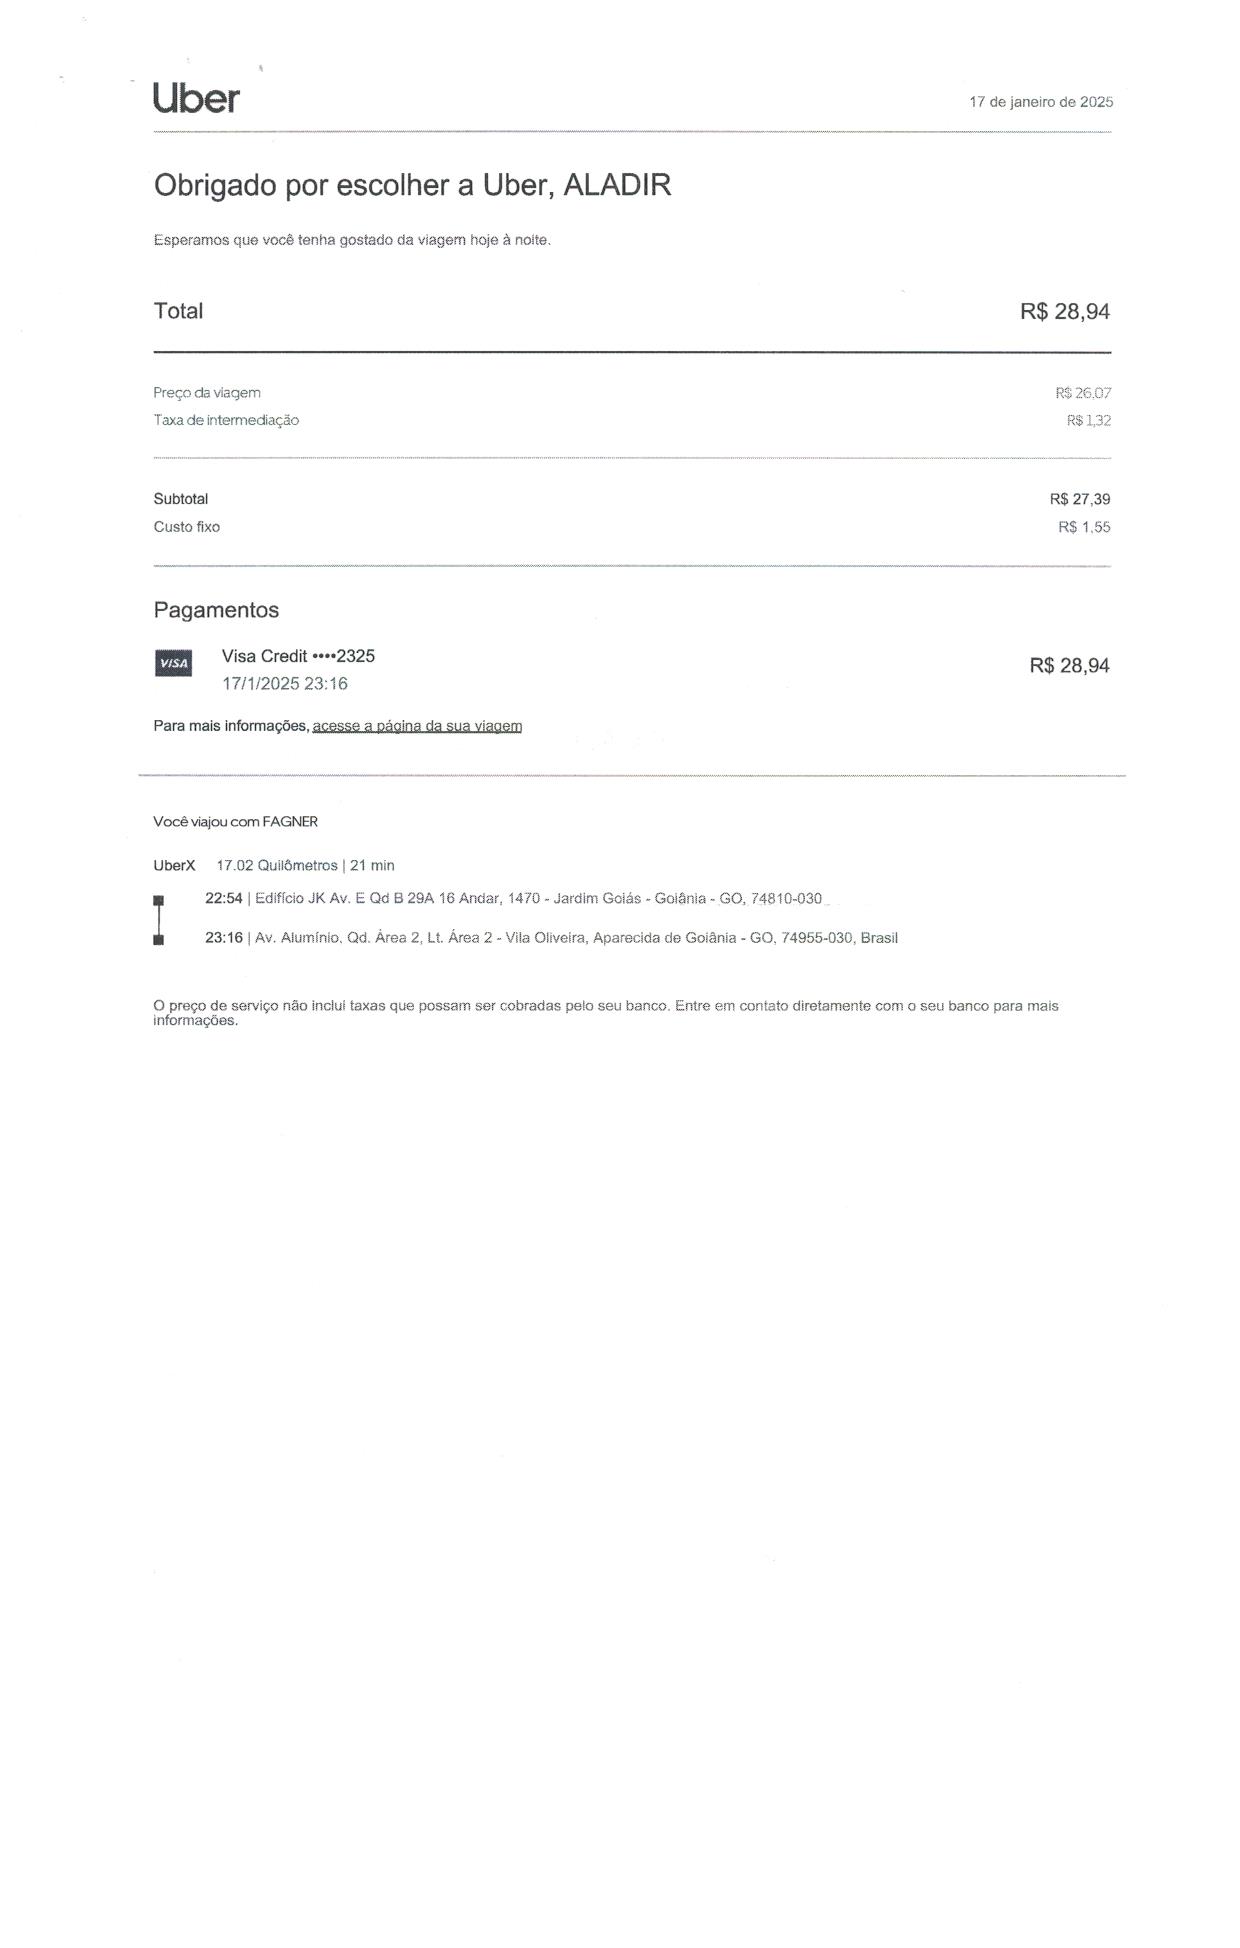 Uber
17 de janeiro de 2025
Obrigado por escolher a Uber, ALADIR
Esperamos que você tenha gostado da viagem hoje à noite.
Total R$ 28,94
Preço da viagem R$ 26,07
Taxa de intermediação R$ 1,32
Subtotal R$ 27,39
Custo fixo R$ 1,55
Pagamentos
VISA
Visa Credit ••••2325 R$ 28,94
17/1/2025 23:16
Para mais informações, acesse a página da sua viagem
Você viajou com FAGNER
UberX 17.02 Quilômetros | 21 min
22:54 | Edifício JK Av. E Qd B 29A 16 Andar, 1470 - Jardim Goiás - Goiânia - GO, 74810-030
23:16 | Av. Alumínio, Qd. Área 2, Lt. Área 2 - Vila Oliveira, Aparecida de Goiânia - GO, 74955-030, Brasil
O preço de serviço não inclui taxas que possam ser cobradas pelo seu banco. Entre em contato diretamente com o seu banco para mais
informações.